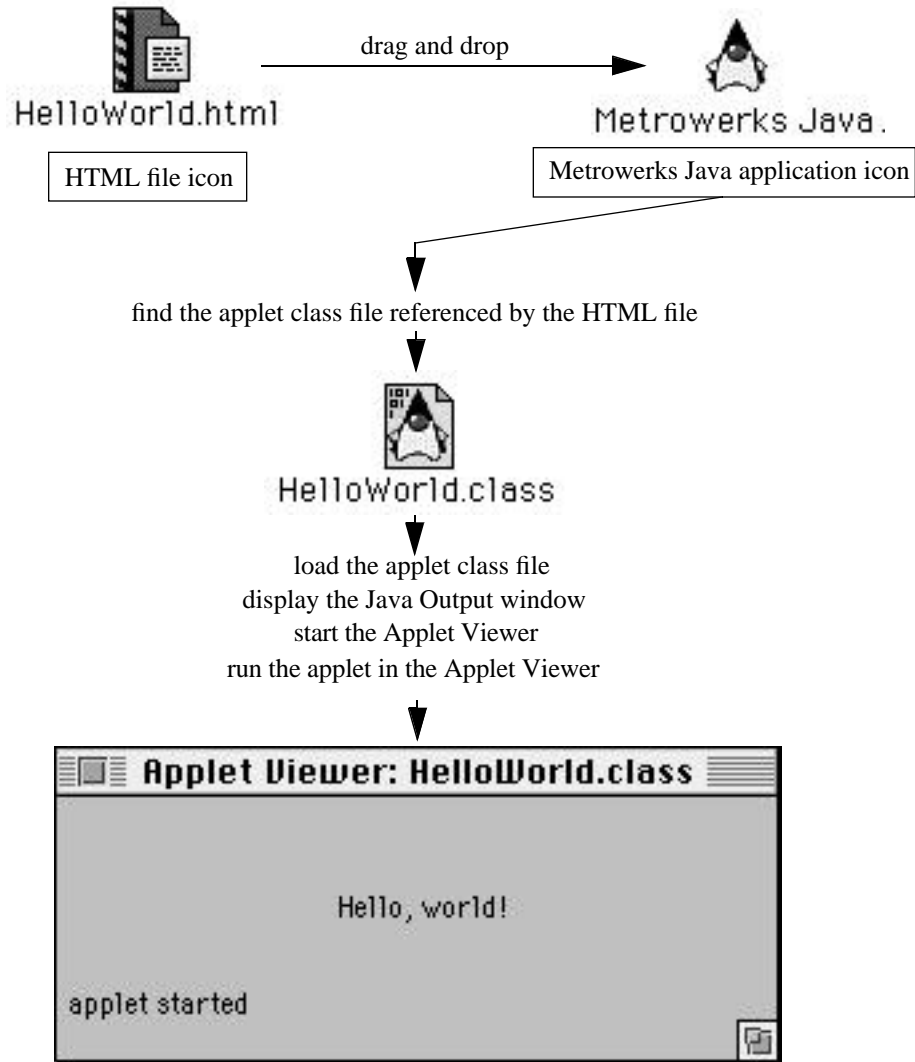 drag and drop
HelloWorld.html
Metrowerks Java.
HTML file icon
Metrowerks Java application icon
find the applet class file referenced by the HTML file
HelloWorld.class
load the applet class file
display the Java Output window
start the Applet Viewer
run the applet in the Applet Viewer
Applet Viewer: HelloWorld.class
Hello, world!
applet started